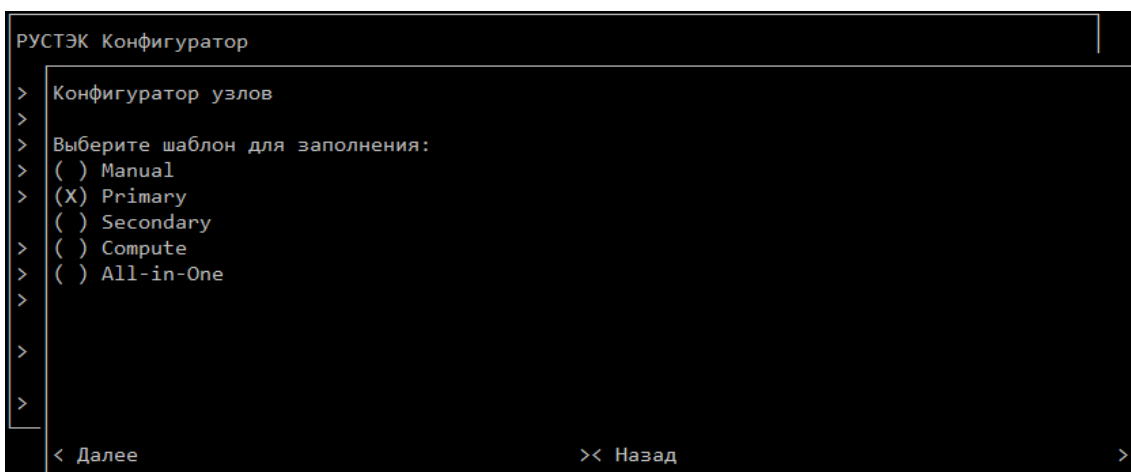 РУСТЭК Конфигуратор
> Конфигуратор узлов
>
> Выберите шаблон для заполнения:
> ( ) Manual
> (X) Primary
( ) Secondary
> ( ) Compute
> ( ) All-in-One
>
>
>
< Далее >< Назад >